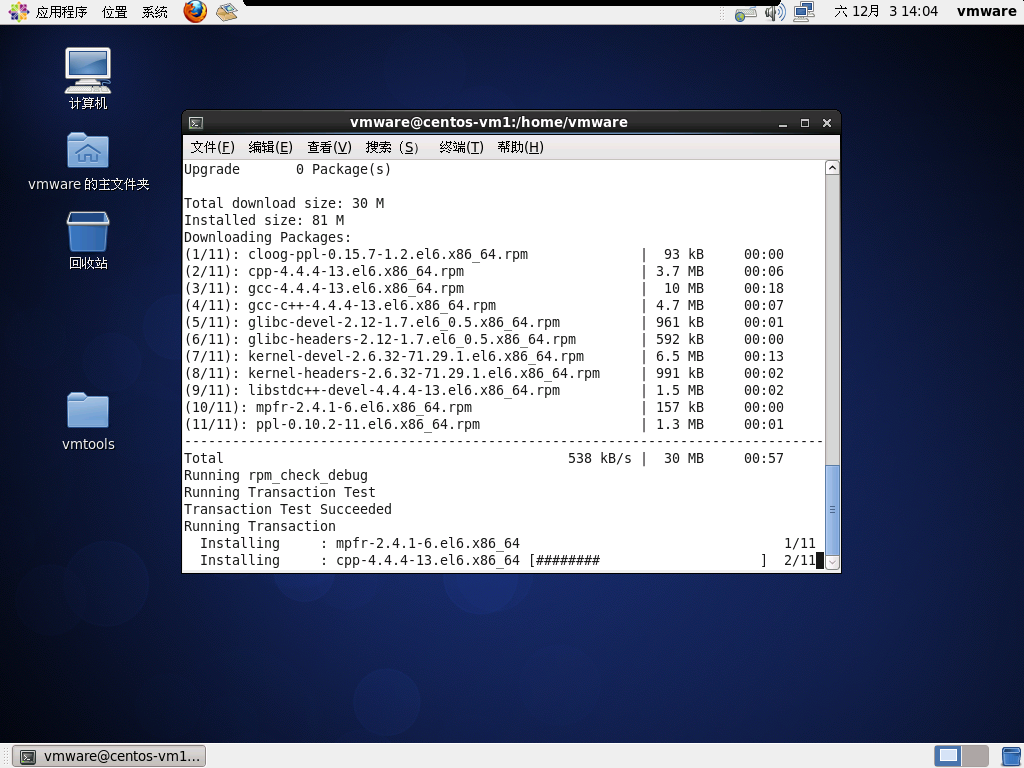 应用程序 位置 系统 六 12月 3 14:04 vmware
计算机
vmware 的主文件夹
回收站
vmtools
vmware@centos-vm1:/home/vmware
文件(F) 编辑(E) 查看(V) 搜索 (S) 终端(T) 帮助(H)
Upgrade       0 Package(s)
Total download size: 30 M
Installed size: 81 M
Downloading Packages:
(1/11): cloog-ppl-0.15.7-1.2.el6.x86_64.rpm              |  93 kB     00:00
(2/11): cpp-4.4.4-13.el6.x86_64.rpm                      | 3.7 MB     00:06
(3/11): gcc-4.4.4-13.el6.x86_64.rpm                      |  10 MB     00:18
(4/11): gcc-c++-4.4.4-13.el6.x86_64.rpm                  | 4.7 MB     00:07
(5/11): glibc-devel-2.12-1.7.el6_0.5.x86_64.rpm          | 961 kB     00:01
(6/11): glibc-headers-2.12-1.7.el6_0.5.x86_64.rpm        | 592 kB     00:00
(7/11): kernel-devel-2.6.32-71.29.1.el6.x86_64.rpm       | 6.5 MB     00:13
(8/11): kernel-headers-2.6.32-71.29.1.el6.x86_64.rpm     | 991 kB     00:02
(9/11): libstdc++-devel-4.4.4-13.el6.x86_64.rpm          | 1.5 MB     00:02
(10/11): mpfr-2.4.1-6.el6.x86_64.rpm                     | 157 kB     00:00
(11/11): ppl-0.10.2-11.el6.x86_64.rpm                    | 1.3 MB     00:01
--------------------------------------------------------------------------------
Total                                           538 kB/s |  30 MB     00:57
Running rpm_check_debug
Running Transaction Test
Transaction Test Succeeded
Running Transaction
  Installing     : mpfr-2.4.1-6.el6.x86_64                                 1/11
  Installing     : cpp-4.4.4-13.el6.x86_64 [########                    ]  2/11
vmware@centos-vm1...